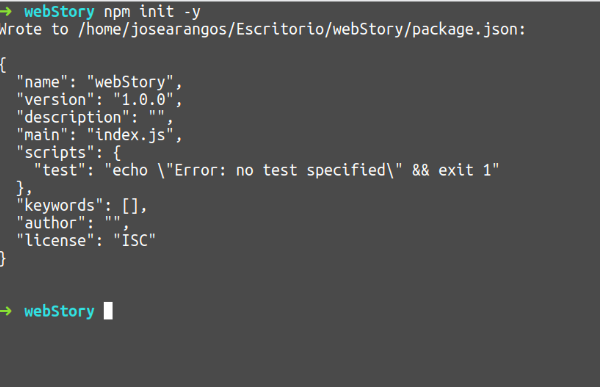 ➜ webStory npm init -y
Wrote to /home/josearangos/Escritorio/webStory/package.json:
{
"name": "webStory",
"version": "1.0.0",
"description": "",
"main": "index.js",
"scripts": {
"test": "echo \"Error: no test specified\" && exit 1"
},
"keywords": [],
"author": "",
"license": "ISC"
}
➜ webStory